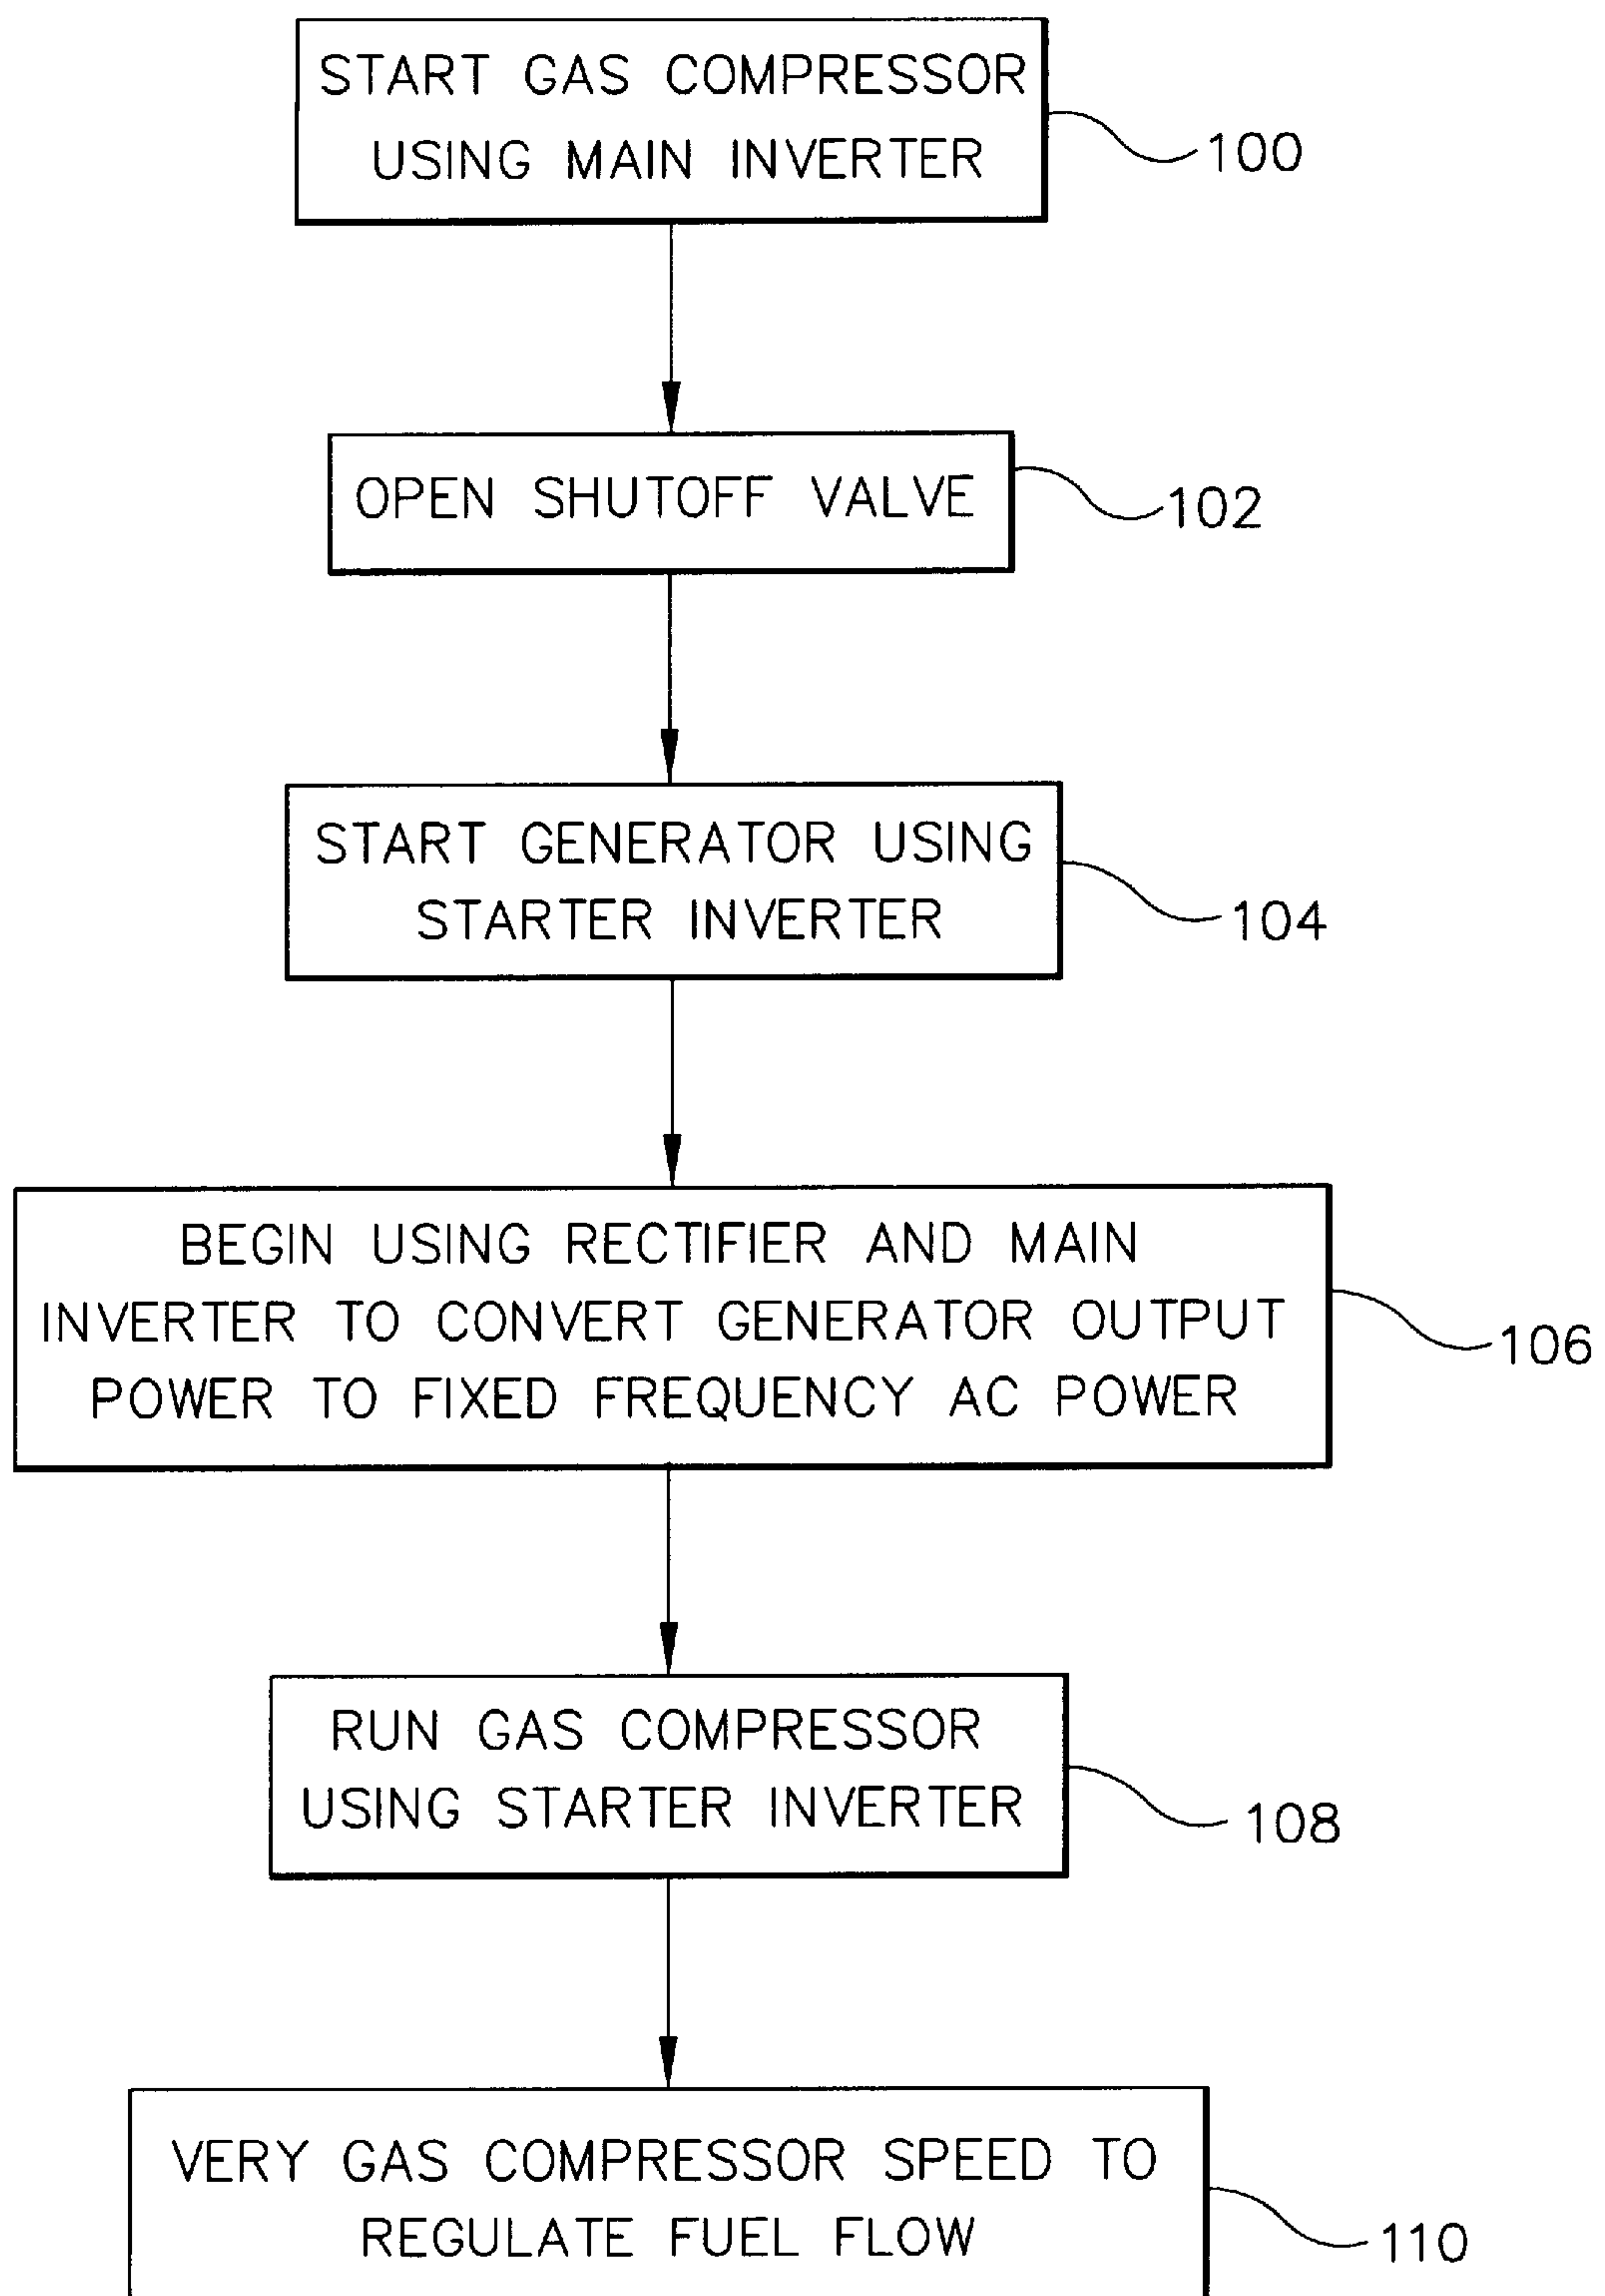 START GAS COMPRESSOR
USING MAIN INVERTER
100
OPEN SHUTOFF VALVE
102
START GENERATOR USING
STARTER INVERTER
104
BEGIN USING RECTIFIER AND MAIN
INVERTER TO CONVERT GENERATOR OUTPUT
POWER TO FIXED FREQUENCY AC POWER
106
RUN GAS COMPRESSOR
USING STARTER INVERTER
108
VERY GAS COMPRESSOR SPEED TO
REGULATE FUEL FLOW
110